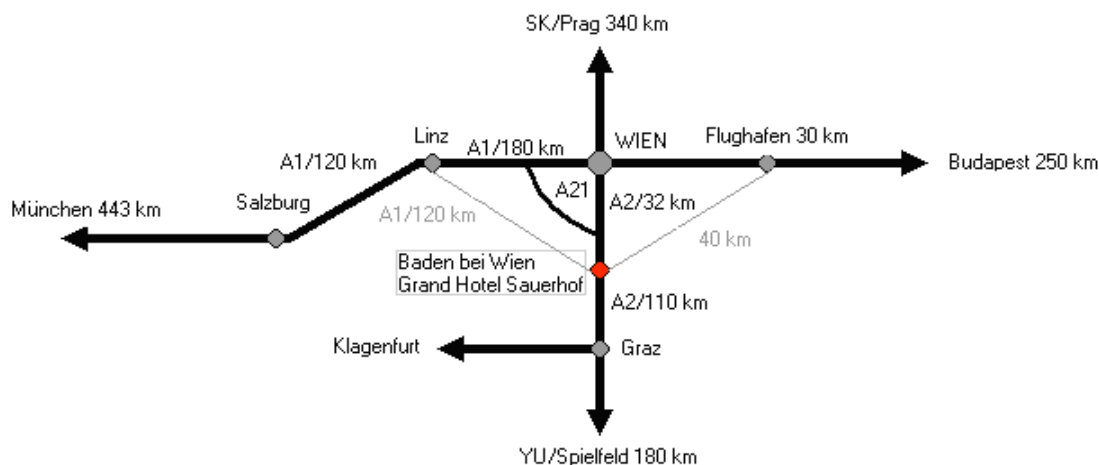 SK/Prag 340 km
Linz
WIEN
Flughafen 30 km
A1/180 km
A1/120 km
Budapest 250 km
A21
A2/32 km
München 443 km
Salzburg
A1/120 km
40 km
Baden bei Wien
Grand Hotel Sauerhof
A2/110 km
Klagenfurt
Graz
YU/Spielfeld 180 km